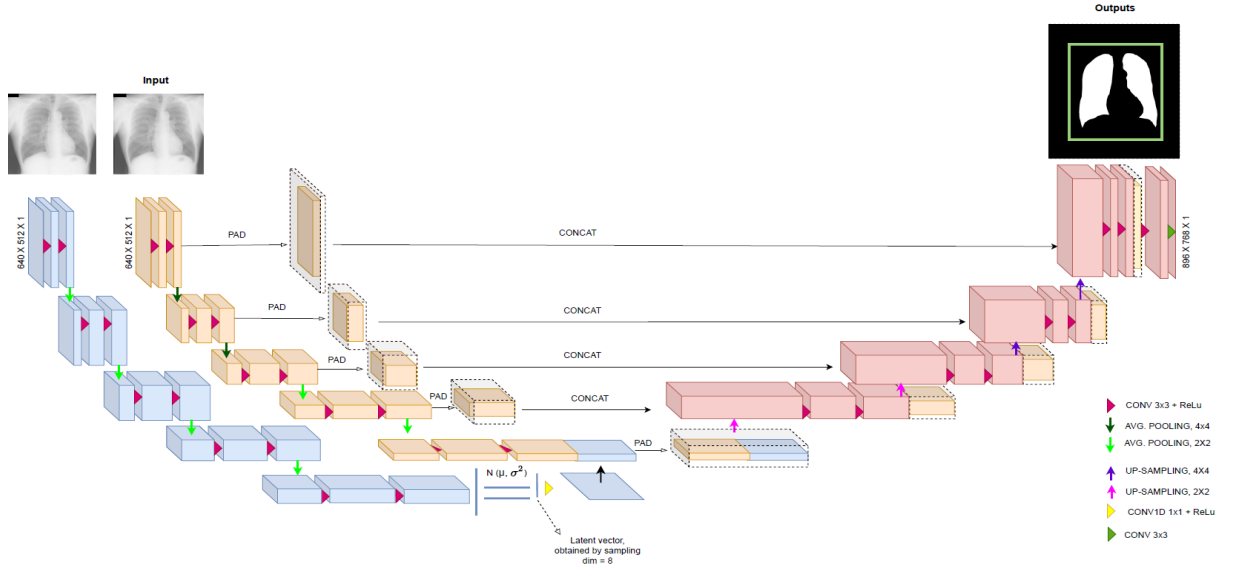 Outputs
Input
640 X 512 X 1
640 X 512 X 1
PAD
CONCAT
896 X 768 X 1
PAD
CONCAT
PAD
CONCAT
PAD
CONCAT
PAD
N (μ, σ²)
Latent vector,
obtained by sampling
dim = 8
CONV 3x3 + ReLu
AVG. POOLING, 4x4
AVG. POOLING, 2X2
UP-SAMPLING, 4X4
UP-SAMPLING, 2X2
CONV1D 1x1 + ReLu
CONV 3x3